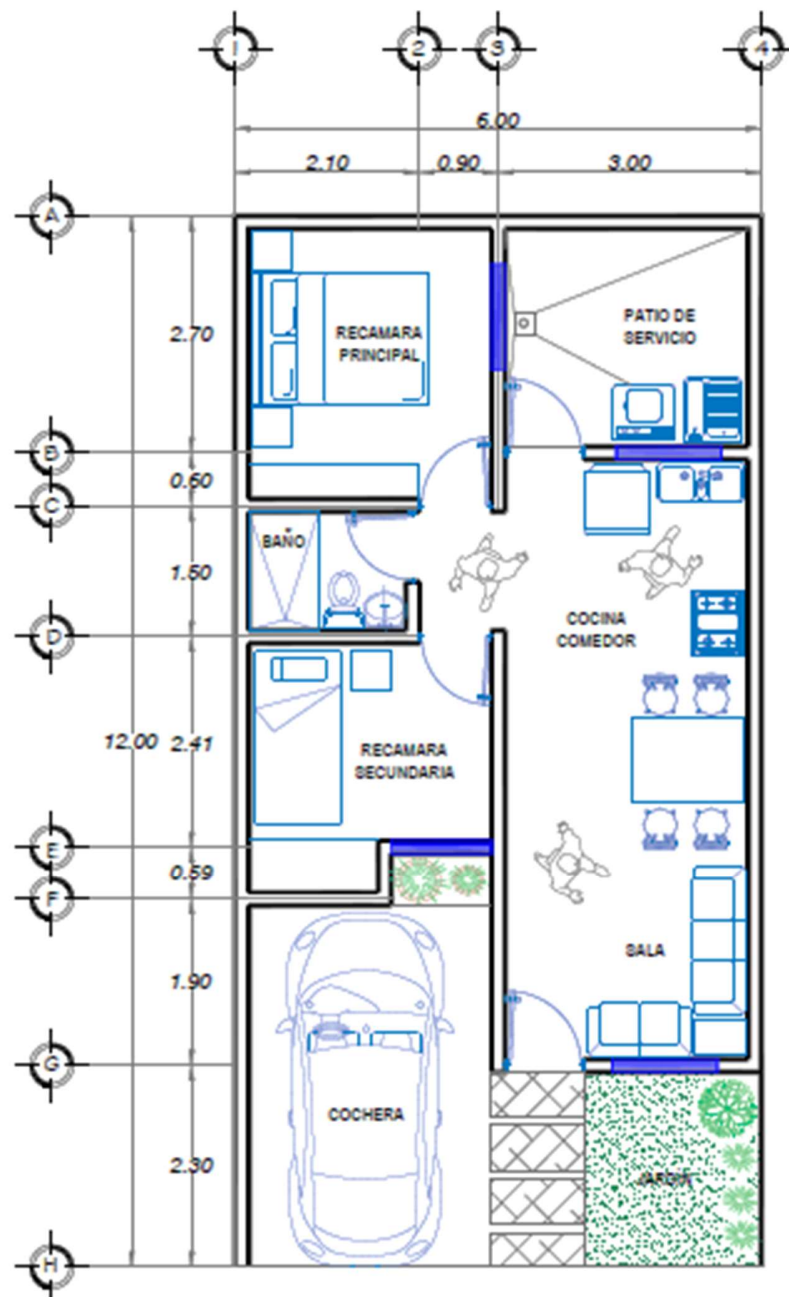 1
2
3
4
6.00
2.10
0.90
3.00
A
2.70
RECAMARA
PRINCIPAL
PATIO DE
SERVICIO
B
0.60
C
BAÑO
1.50
COCINA
COMEDOR
D
12.00
2.41
RECAMARA
SECUNDARIA
E
0.59
F
SALA
1.90
G
COCHERA
2.30
JARDIN
H